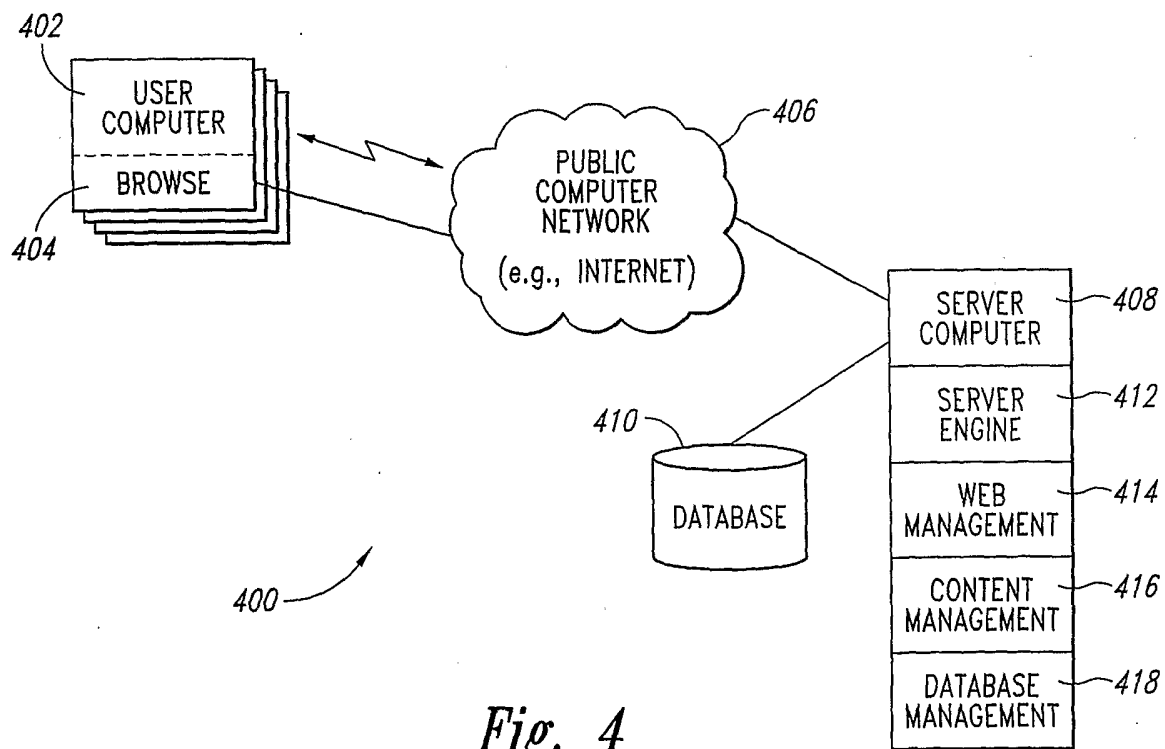 402
USER
COMPUTER
BROWSE
404
406
PUBLIC
COMPUTER
NETWORK
(e.g., INTERNET)
SERVER
COMPUTER
408
SERVER
ENGINE
412
410
DATABASE
WEB
MANAGEMENT
414
CONTENT
MANAGEMENT
416
DATABASE
MANAGEMENT
418
400
Fig. 4